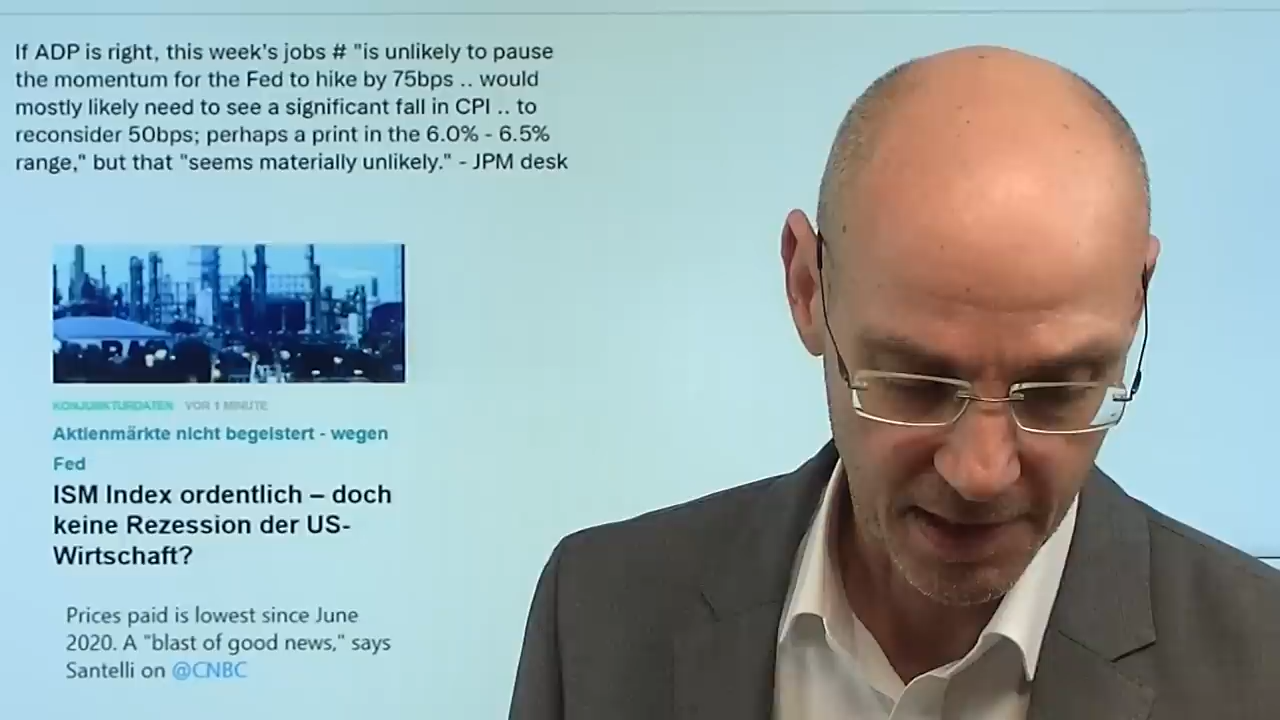 If ADP is right, this week's jobs # "is unlikely to pause
the momentum for the Fed to hike by 75bps .. would
mostly likely need to see a significant fall in CPI .. to
reconsider 50bps; perhaps a print in the 6.0% - 6.5%
range," but that "seems materially unlikely." - JPM desk
KONJUNKTURDATEN VOR 1 MINUTE
Aktienmärkte nicht begeistert - wegen
Fed
ISM Index ordentlich – doch
keine Rezession der US-
Wirtschaft?
Prices paid is lowest since June
2020. A "blast of good news," says
Santelli on @CNBC